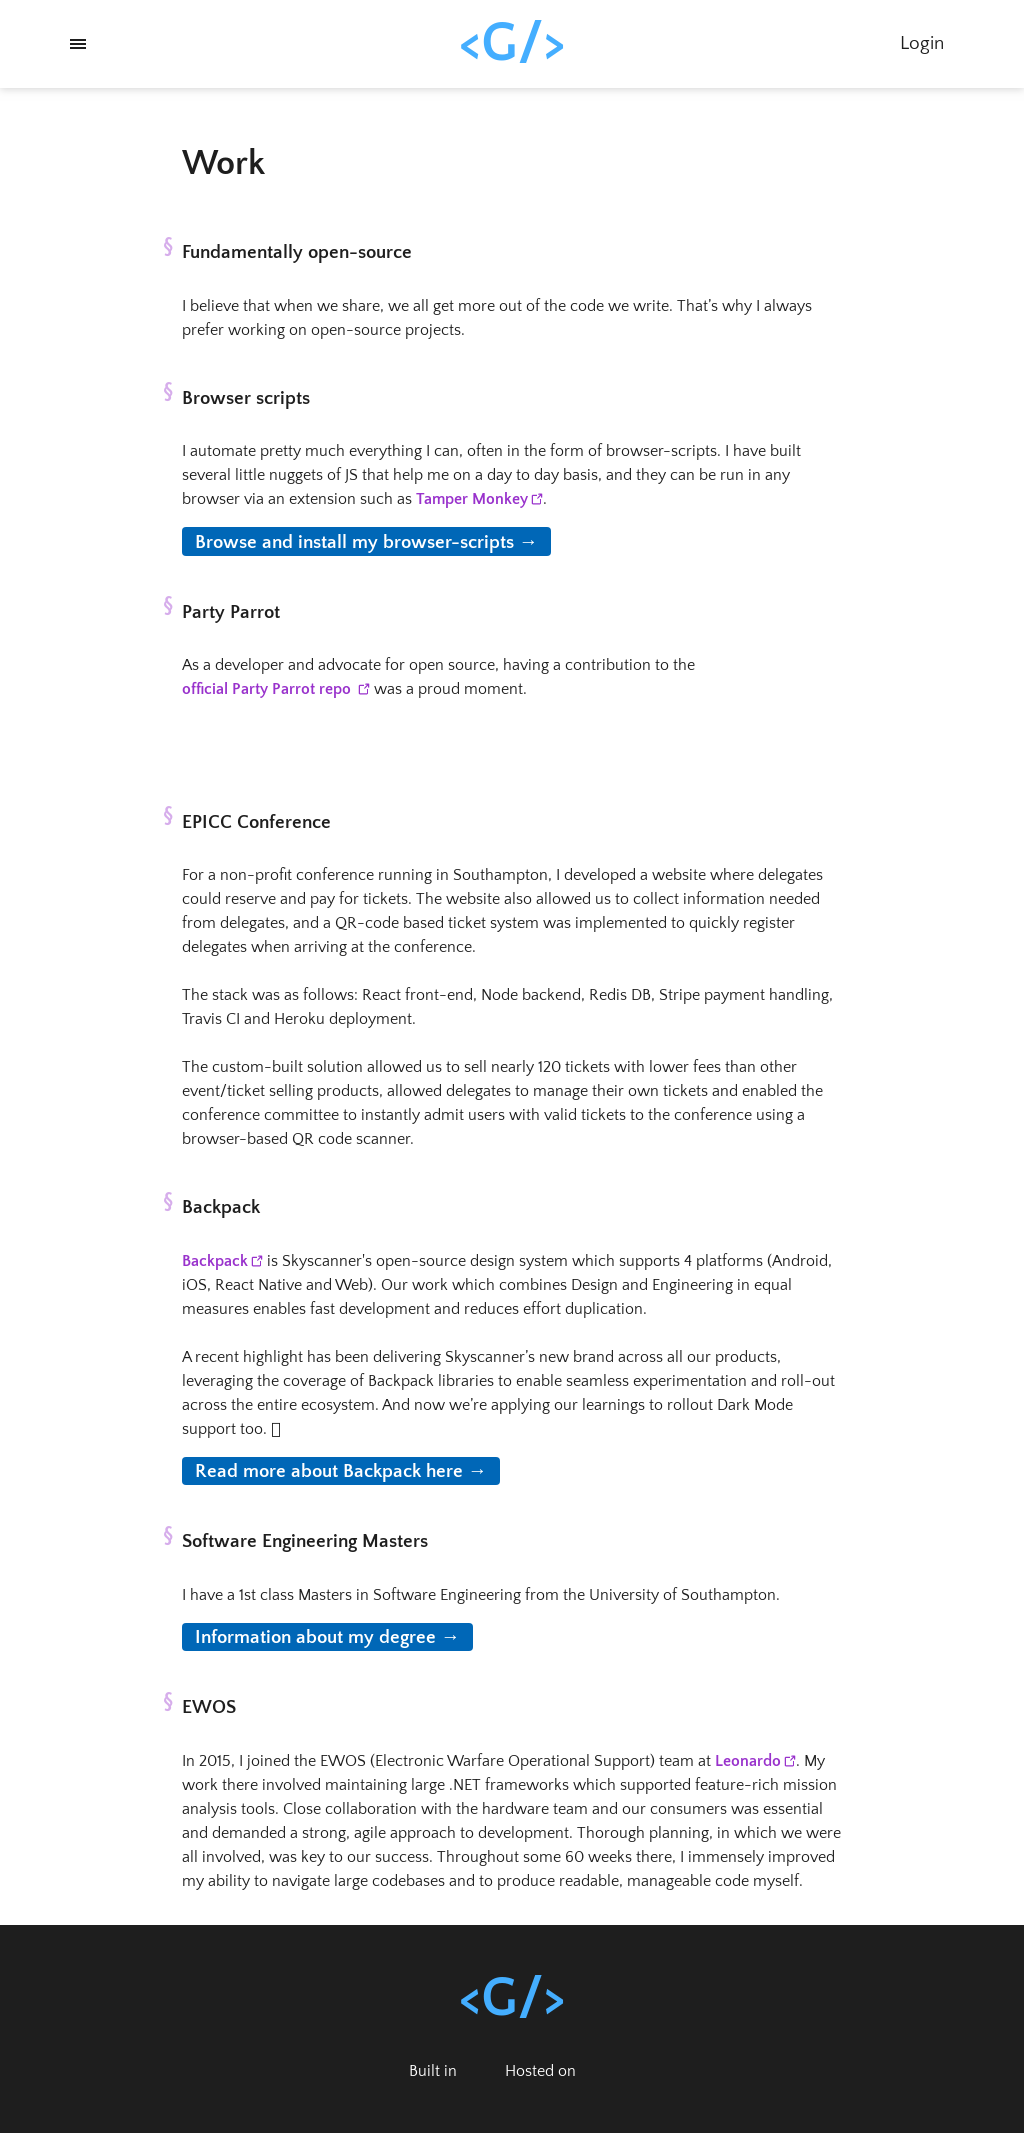 <G/>
Login
Work
§
Fundamentally open-source
I believe that when we share, we all get more out of the code we write. That's why I always
prefer working on open-source projects.
§
Browser scripts
I automate pretty much everything I can, often in the form of browser-scripts. I have built
several little nuggets of JS that help me on a day to day basis, and they can be run in any
browser via an extension such as Tamper Monkey.
Browse and install my browser-scripts →
§
Party Parrot
As a developer and advocate for open source, having a contribution to the
official Party Parrot repo was a proud moment.
§
EPICC Conference
For a non-profit conference running in Southampton, I developed a website where delegates
could reserve and pay for tickets. The website also allowed us to collect information needed
from delegates, and a QR-code based ticket system was implemented to quickly register
delegates when arriving at the conference.
The stack was as follows: React front-end, Node backend, Redis DB, Stripe payment handling,
Travis CI and Heroku deployment.
The custom-built solution allowed us to sell nearly 120 tickets with lower fees than other
event/ticket selling products, allowed delegates to manage their own tickets and enabled the
conference committee to instantly admit users with valid tickets to the conference using a
browser-based QR code scanner.
§
Backpack
Backpack is Skyscanner's open-source design system which supports 4 platforms (Android,
iOS, React Native and Web). Our work which combines Design and Engineering in equal
measures enables fast development and reduces effort duplication.
A recent highlight has been delivering Skyscanner's new brand across all our products,
leveraging the coverage of Backpack libraries to enable seamless experimentation and roll-out
across the entire ecosystem. And now we're applying our learnings to rollout Dark Mode
support too.
Read more about Backpack here →
§
Software Engineering Masters
I have a 1st class Masters in Software Engineering from the University of Southampton.
Information about my degree →
§
EWOS
In 2015, I joined the EWOS (Electronic Warfare Operational Support) team at Leonardo. My
work there involved maintaining large .NET frameworks which supported feature-rich mission
analysis tools. Close collaboration with the hardware team and our consumers was essential
and demanded a strong, agile approach to development. Thorough planning, in which we were
all involved, was key to our success. Throughout some 60 weeks there, I immensely improved
my ability to navigate large codebases and to produce readable, manageable code myself.
<G/>
Built in
Hosted on